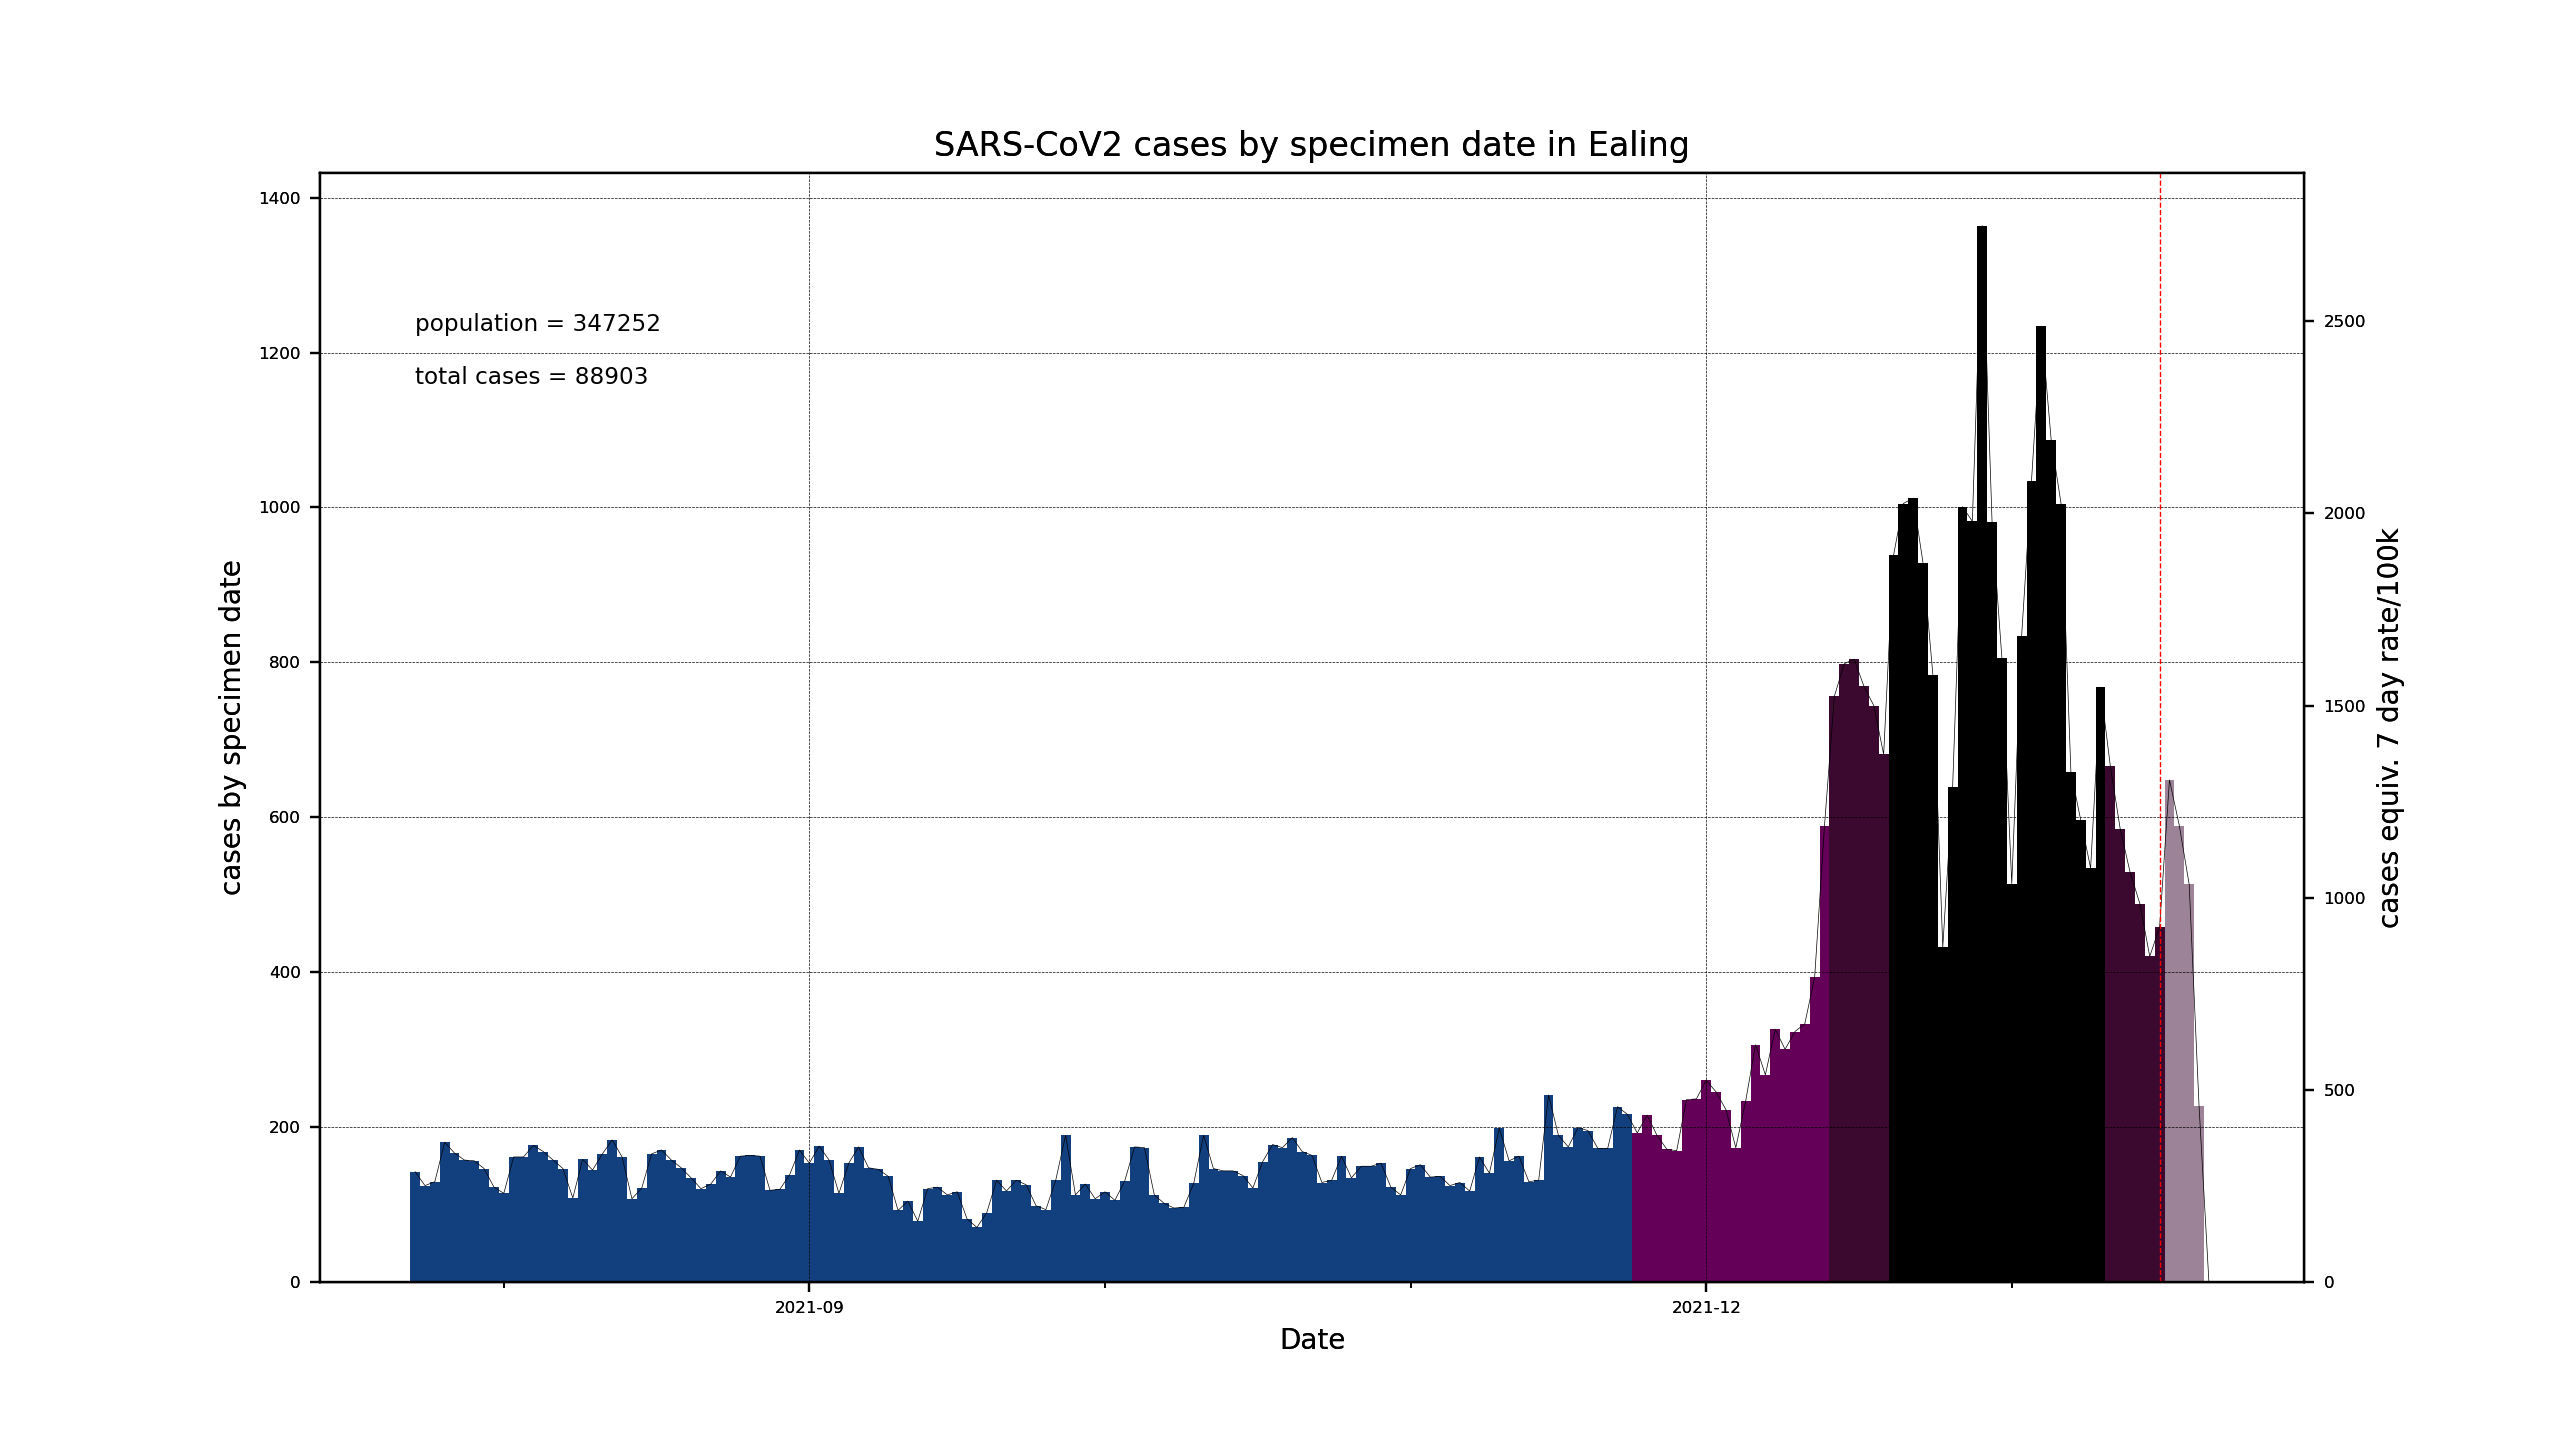 SARS-CoV2 cases by specimen date in Ealing
population = 347252
total cases = 88903
cases by specimen date
1400
1200
1000
800
600
400
200
0
2500
2000
1500
1000
500
0
cases equiv. 7 day rate/100k
2021-09
2021-12
Date